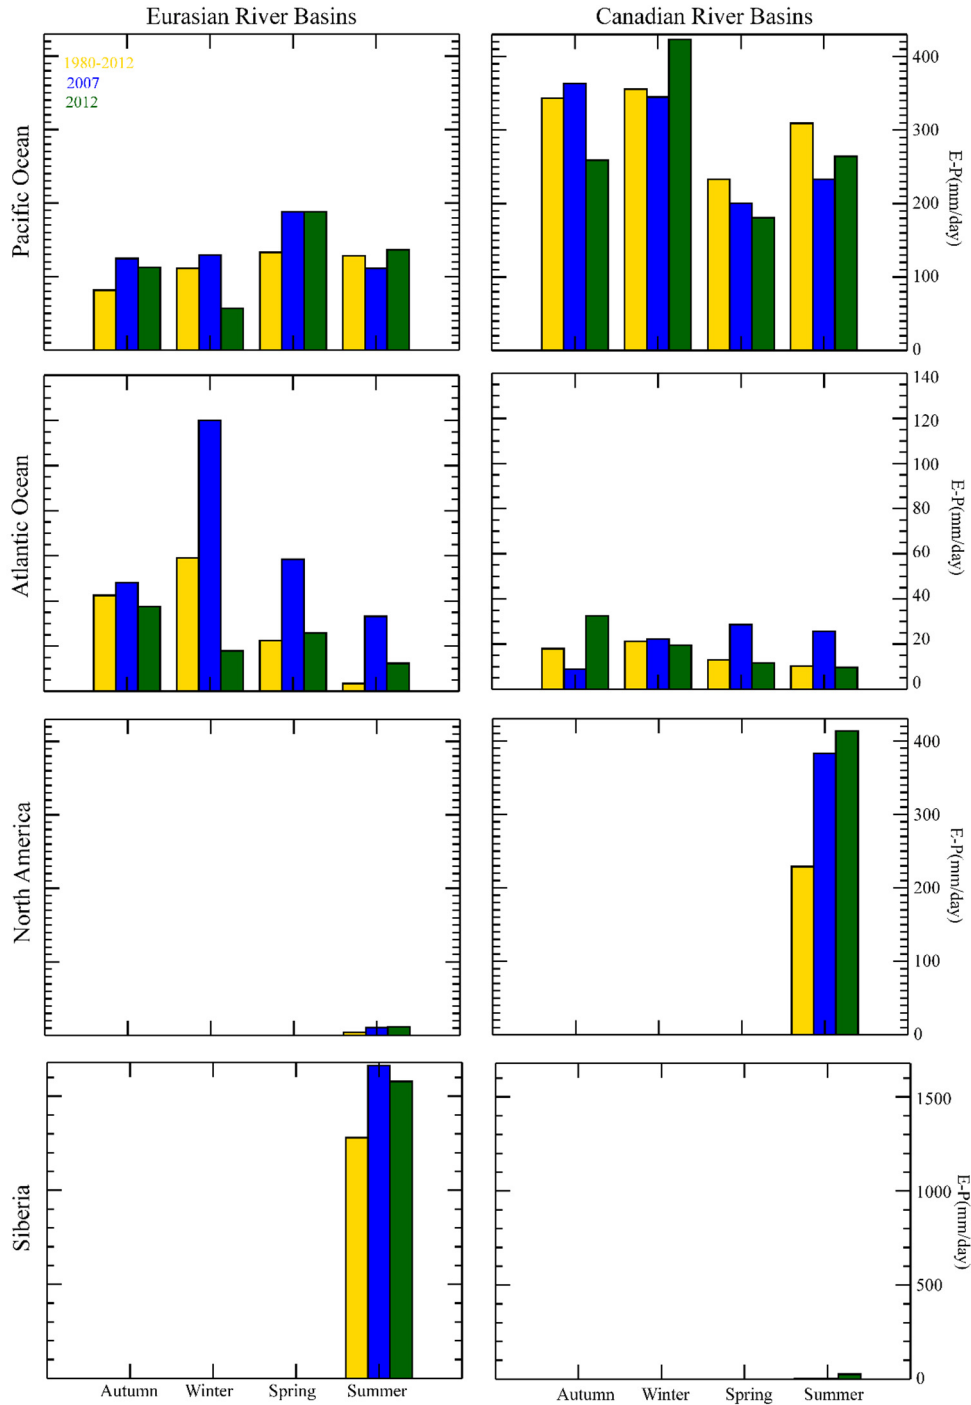 Eurasian River Basins
Canadian River Basins
Pacific Ocean
1980-2012
2007
2012
400
300
200
100
0
E-P(mm/day)
Atlantic Ocean
140
120
100
80
60
40
20
0
E-P(mm/day)
North America
400
300
200
100
0
E-P(mm/day)
Siberia
1500
1000
500
0
E-P(mm/day)
Autumn Winter Spring Summer
Autumn Winter Spring Summer